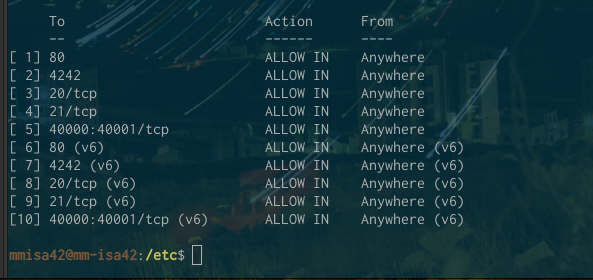 To Action From
-- ------ ----
[ 1] 80 ALLOW IN Anywhere
[ 2] 4242 ALLOW IN Anywhere
[ 3] 20/tcp ALLOW IN Anywhere
[ 4] 21/tcp ALLOW IN Anywhere
[ 5] 40000:40001/tcp ALLOW IN Anywhere
[ 6] 80 (v6) ALLOW IN Anywhere (v6)
[ 7] 4242 (v6) ALLOW IN Anywhere (v6)
[ 8] 20/tcp (v6) ALLOW IN Anywhere (v6)
[ 9] 21/tcp (v6) ALLOW IN Anywhere (v6)
[10] 40000:40001/tcp (v6) ALLOW IN Anywhere (v6)
mmisa42@mm-isa42:/etc$